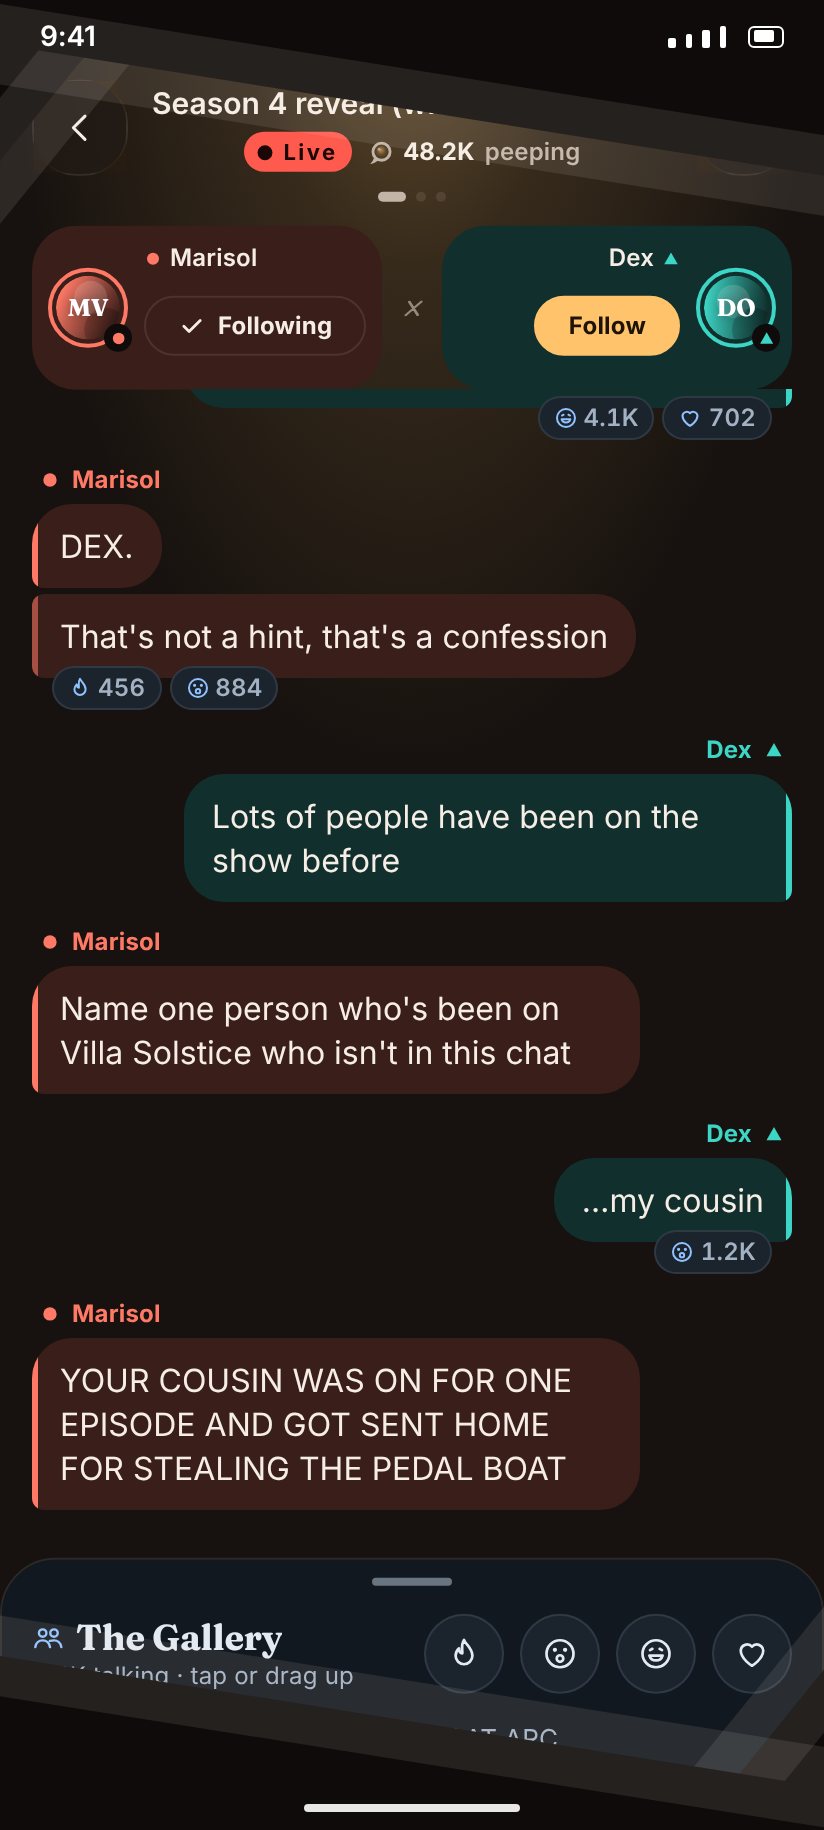 9:41
Season 4 reveal
Live 48.2K peeping
Marisol
Dex
MV
Following
Follow
DO
4.1K 702
Marisol
DEX.
That's not a hint, that's a confession
456 884
Dex
Lots of people have been on the
show before
Marisol
Name one person who's been on
Villa Solstice who isn't in this chat
Dex
...my cousin
1.2K
Marisol
YOUR COUSIN WAS ON FOR ONE
EPISODE AND GOT SENT HOME
FOR STEALING THE PEDAL BOAT
The Gallery
talking · tap or drag up
ARC